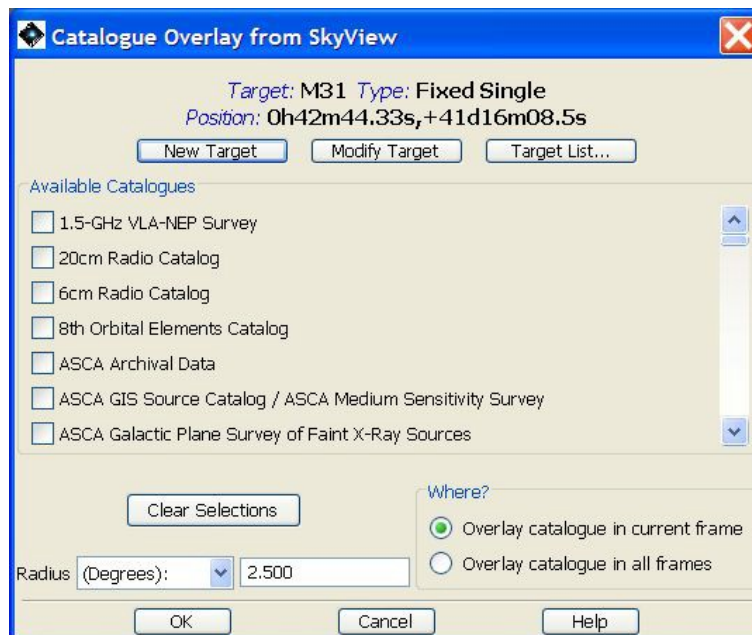 Catalogue Overlay from SkyView
Target: M31 Type: Fixed Single
Position: 0h42m44.33s,+41d16m08.5s
New Target Modify Target Target List...
Available Catalogues
1.5-GHz VLA-NEP Survey
20cm Radio Catalog
6cm Radio Catalog
8th Orbital Elements Catalog
ASCA Archival Data
ASCA GIS Source Catalog / ASCA Medium Sensitivity Survey
ASCA Galactic Plane Survey of Faint X-Ray Sources
Clear Selections
Where?
Overlay catalogue in current frame
Overlay catalogue in all frames
Radius (Degrees): 2.500
OK Cancel Help